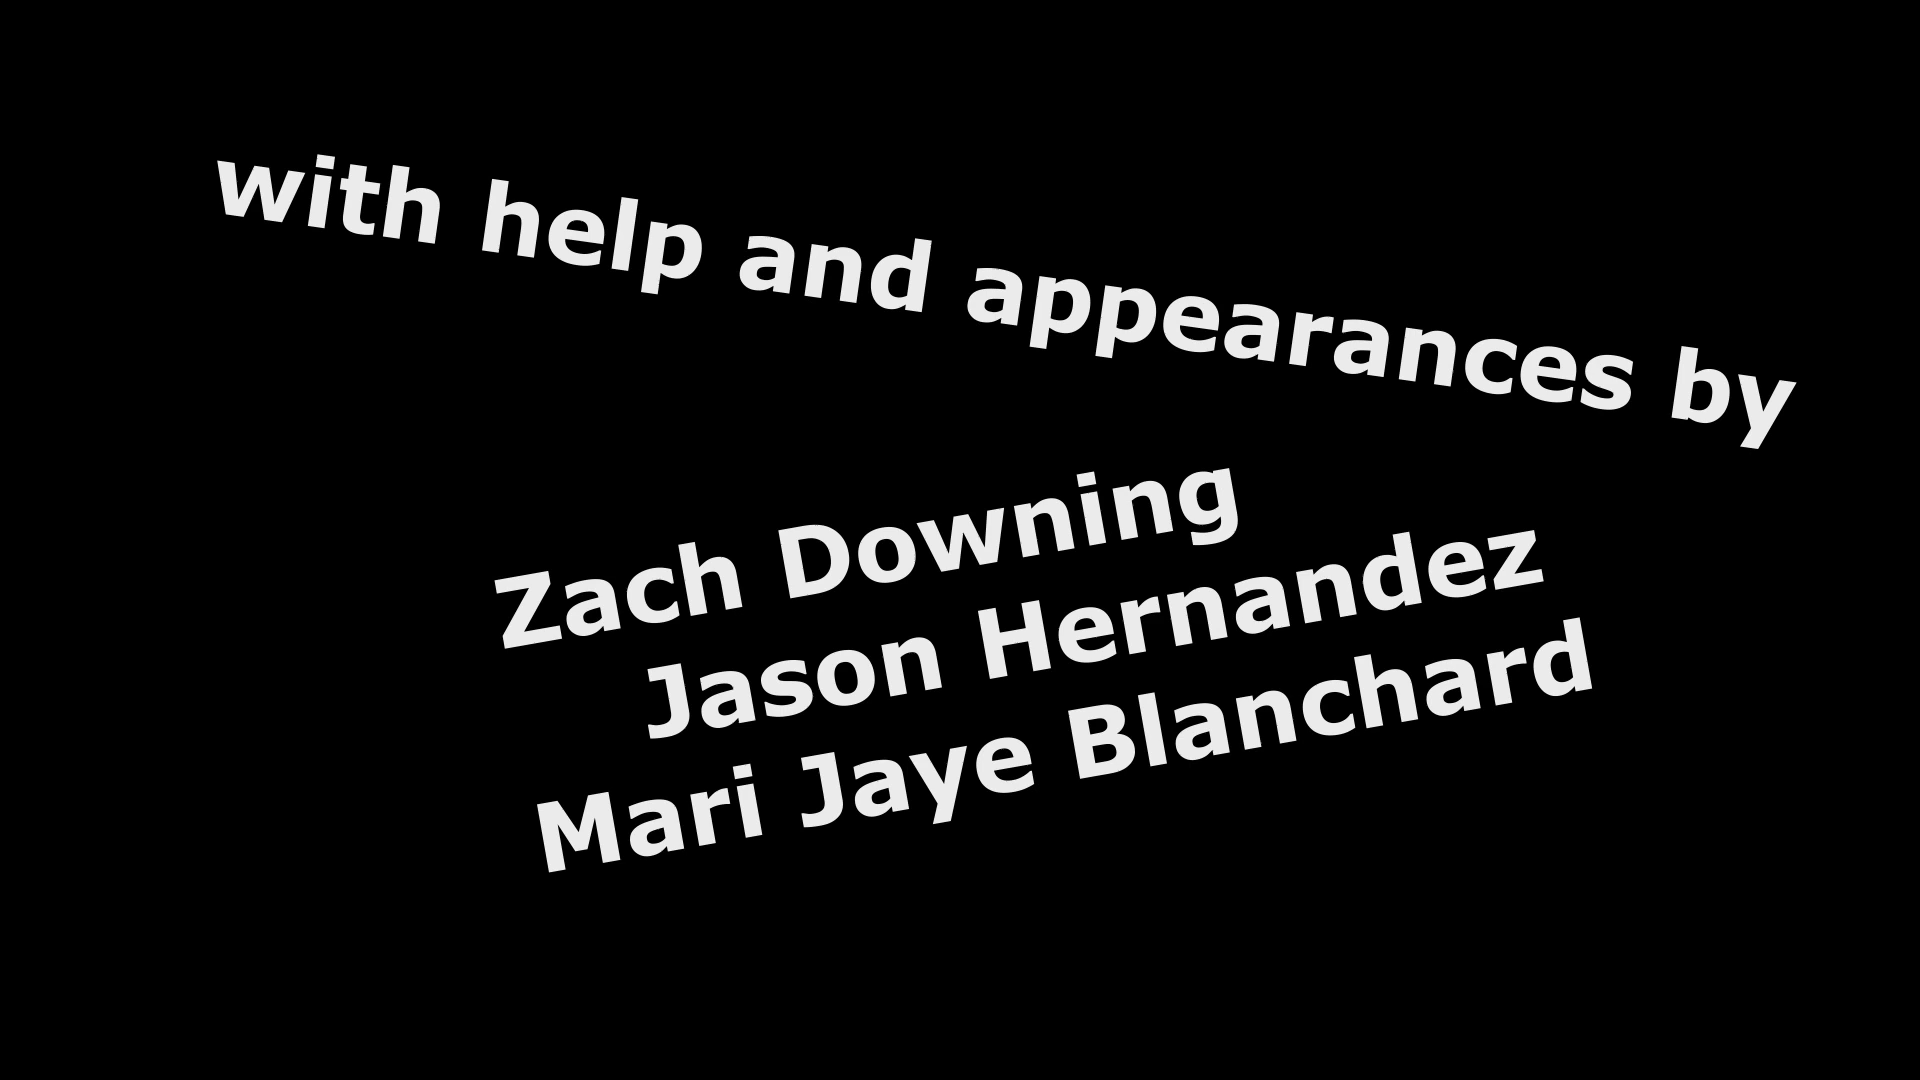 with help and appearances by
Zach Downing
Jason Hernandez
Mari Jaye Blanchard